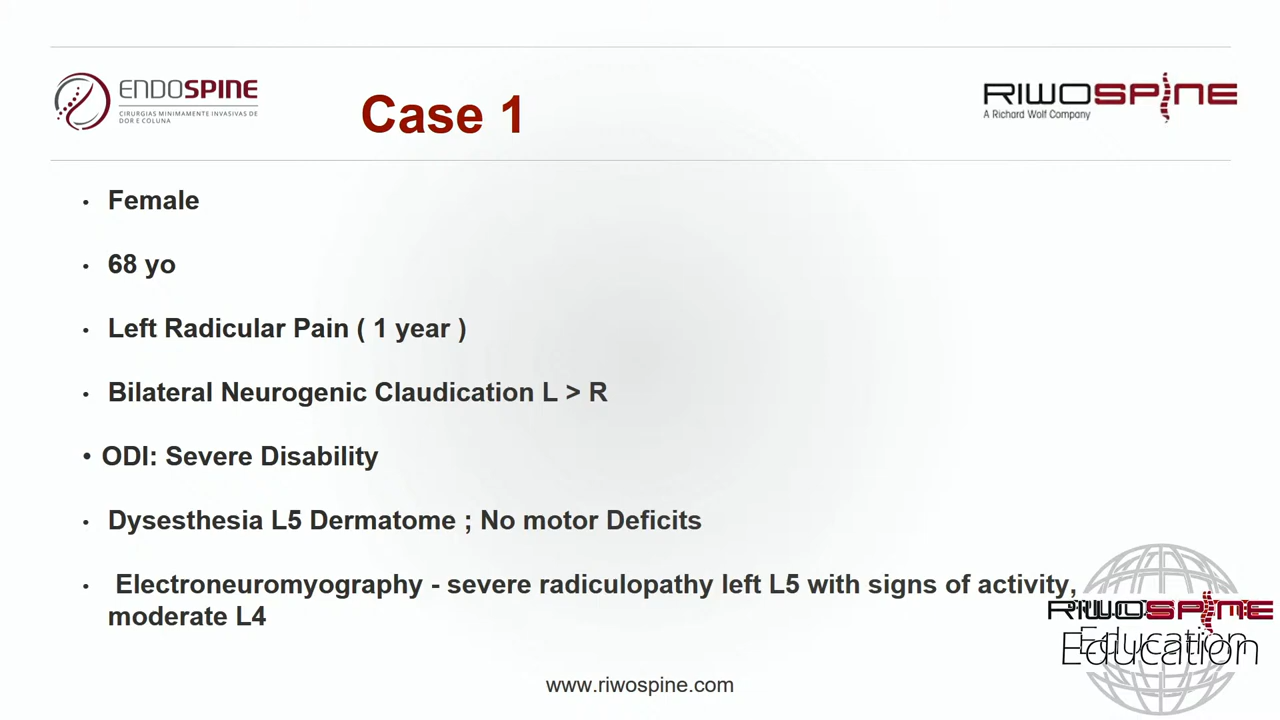 ENDOSPINE
CIRURGIAS MINIMAMENTE INVASIVAS DE
DOR E COLUNA
Case 1
RIWOSPINE
A Richard Wolf Company
• Female
• 68 yo
• Left Radicular Pain ( 1 year )
• Bilateral Neurogenic Claudication L > R
• ODI: Severe Disability
• Dysesthesia L5 Dermatome ; No motor Deficits
• Electroneuromyography - severe radiculopathy left L5 with signs of activity,
moderate L4
RIWOSPINE
Education
www.riwospine.com